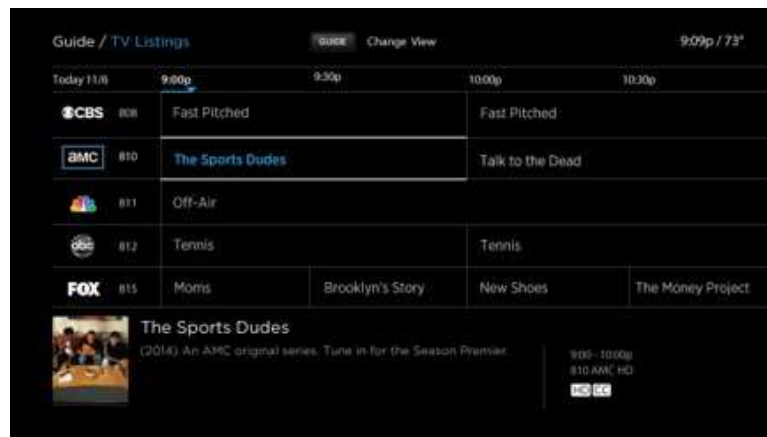 Guide / TV Listings GUIDE Change View 9:09p / 73°
Today 11/6 9:00p 9:30p 10:00p 10:30p
CBS 808 Fast Pitched Fast Pitched
amc 810 The Sports Dudes Talk to the Dead
811 Off-Air
abc 812 Tennis Tennis
FOX 815 Moms Brooklyn's Story New Shoes The Money Project
The Sports Dudes
(2014) An AMC original series. Tune in for the Season Premier.
9:00 - 10:00p
810 AMC HD
HD CC